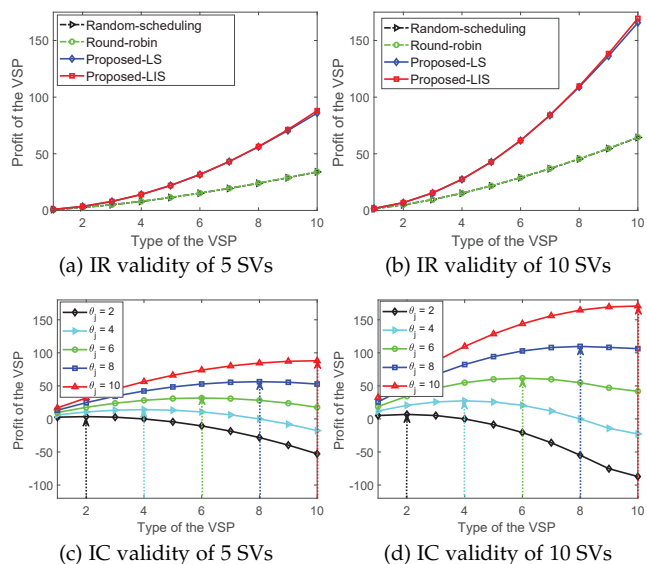 Random-scheduling
Round-robin
Proposed-LS
Proposed-LIS
Profit of the VSP
150
100
50
0
2 4 6 8 10
Type of the VSP
(a) IR validity of 5 SVs
Random-scheduling
Round-robin
Proposed-LS
Proposed-LIS
Profit of the VSP
150
100
50
0
2 4 6 8 10
Type of the VSP
(b) IR validity of 10 SVs
θj = 2
θj = 4
θj = 6
θj = 8
θj = 10
Profit of the VSP
150
100
50
0
-50
-100
2 4 6 8 10
Type of the VSP
(c) IC validity of 5 SVs
θj = 2
θj = 4
θj = 6
θj = 8
θj = 10
Profit of the VSP
150
100
50
0
-50
-100
2 4 6 8 10
Type of the VSP
(d) IC validity of 10 SVs